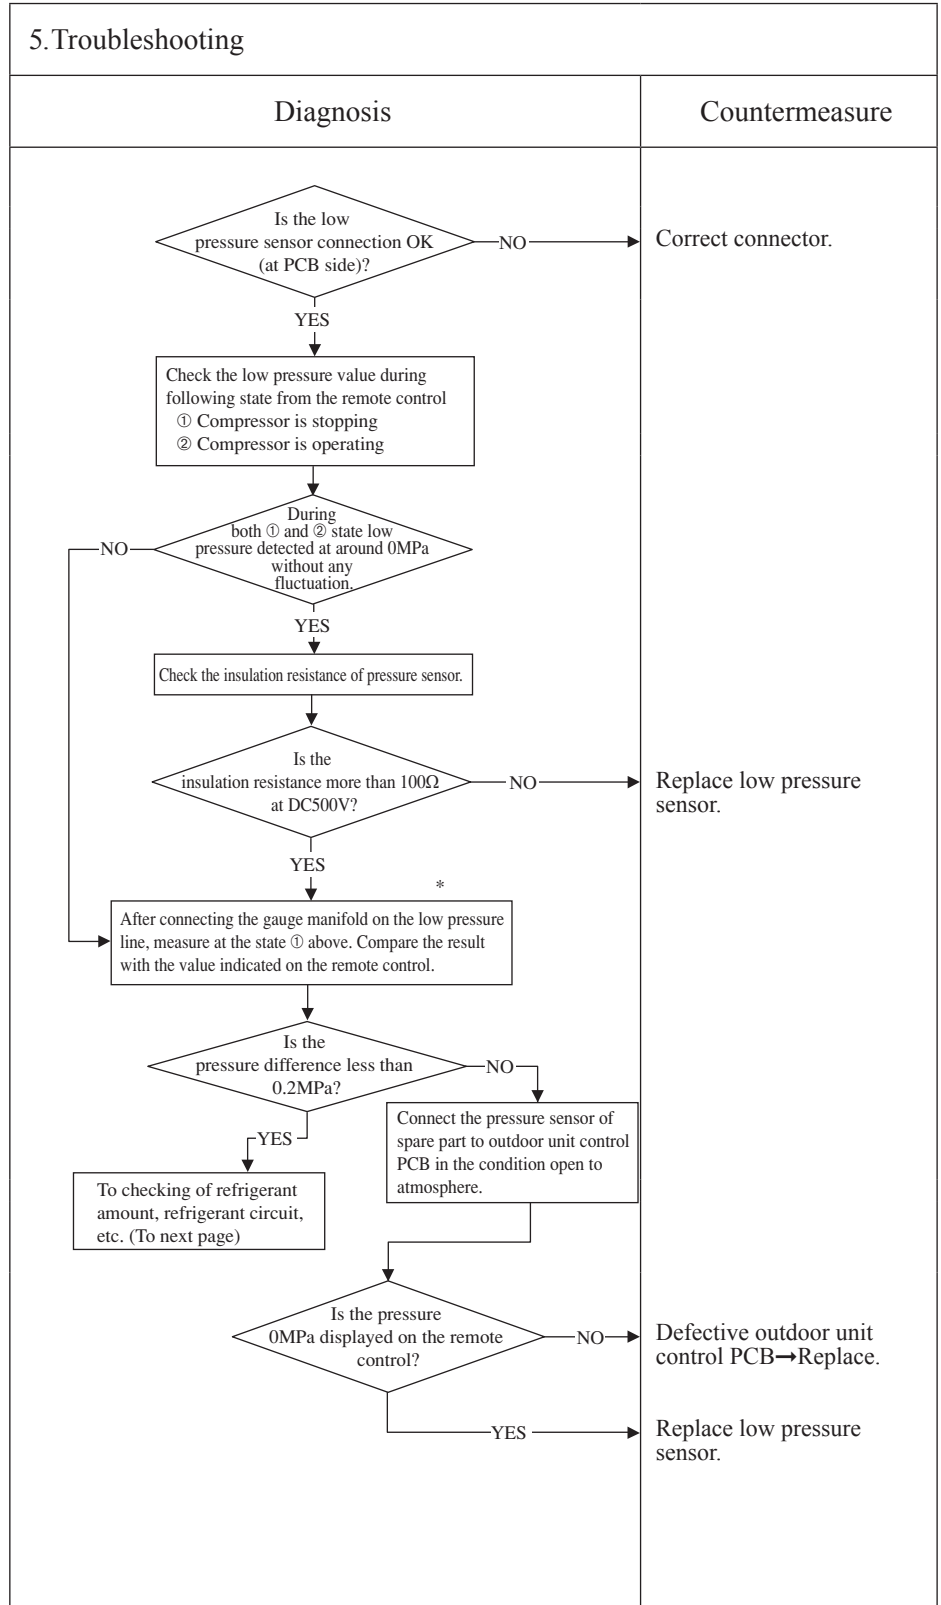 5.Troubleshooting
Diagnosis
Countermeasure
Is the low
pressure sensor connection OK
(at PCB side)?
NO
Correct connector.
YES
Check the low pressure value during
following state from the remote control
① Compressor is stopping
② Compressor is operating
During
both ① and ② state low
pressure detected at around 0MPa
without any
fluctuation.
NO
YES
Check the insulation resistance of pressure sensor.
Is the
insulation resistance more than 100Ω
at DC500V?
NO
Replace low pressure
sensor.
YES
*
After connecting the gauge manifold on the low pressure
line, measure at the state ① above. Compare the result
with the value indicated on the remote control.
Is the
pressure difference less than
0.2MPa?
NO
YES
Connect the pressure sensor of
spare part to outdoor unit control
PCB in the condition open to
atmosphere.
To checking of refrigerant
amount, refrigerant circuit,
etc. (To next page)
Is the pressure
0MPa displayed on the remote
control?
NO
Defective outdoor unit
control PCB→Replace.
YES
Replace low pressure
sensor.